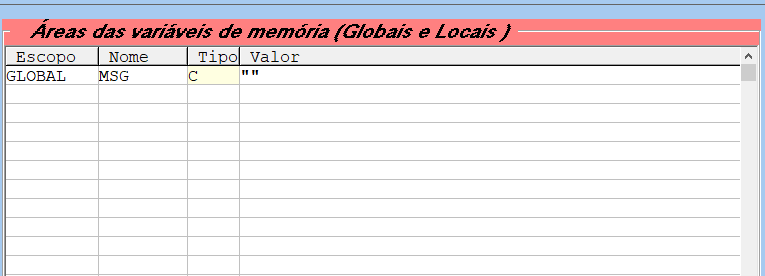 Áreas das variáveis de memória (Globais e Locais )
Escopo Nome Tipo Valor
GLOBAL MSG C ""